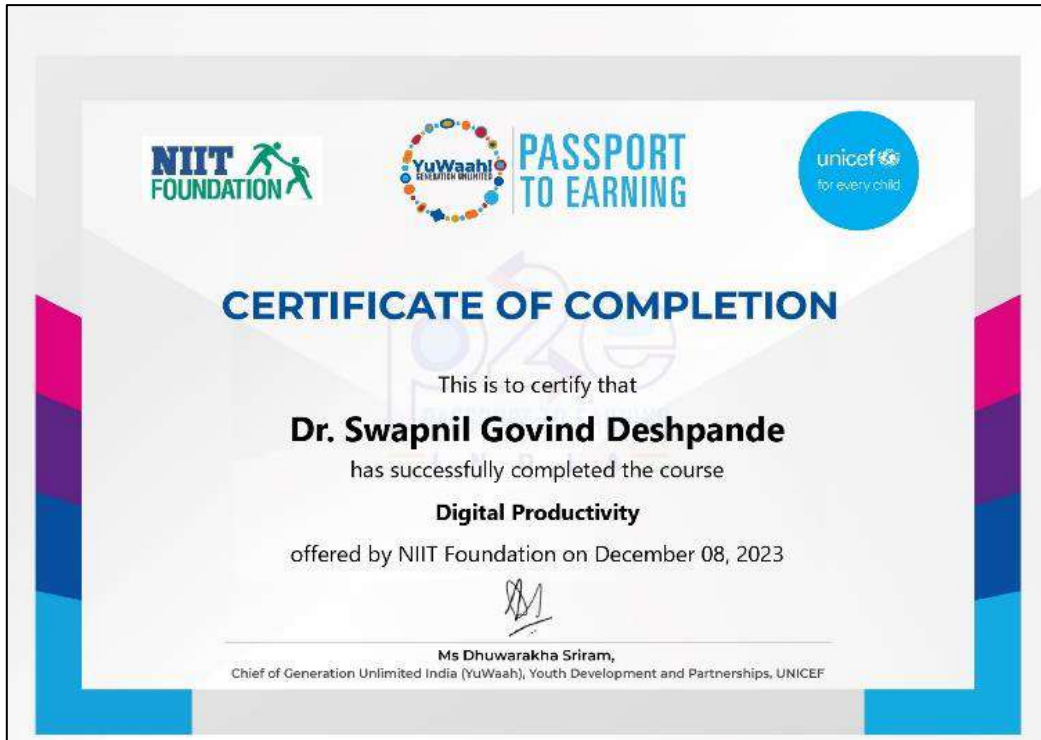 NIIT
FOUNDATION
YuWaah!
GENERATION UNLIMITED
PASSPORT
TO EARNING
unicef
for every child
CERTIFICATE OF COMPLETION
p2e
This is to certify that
Dr. Swapnil Govind Deshpande
has successfully completed the course
INDIA
Digital Productivity
offered by NIIT Foundation on December 08, 2023
Ms Dhuwarakha Sriram,
Chief of Generation Unlimited India (YuWaah), Youth Development and Partnerships, UNICEF